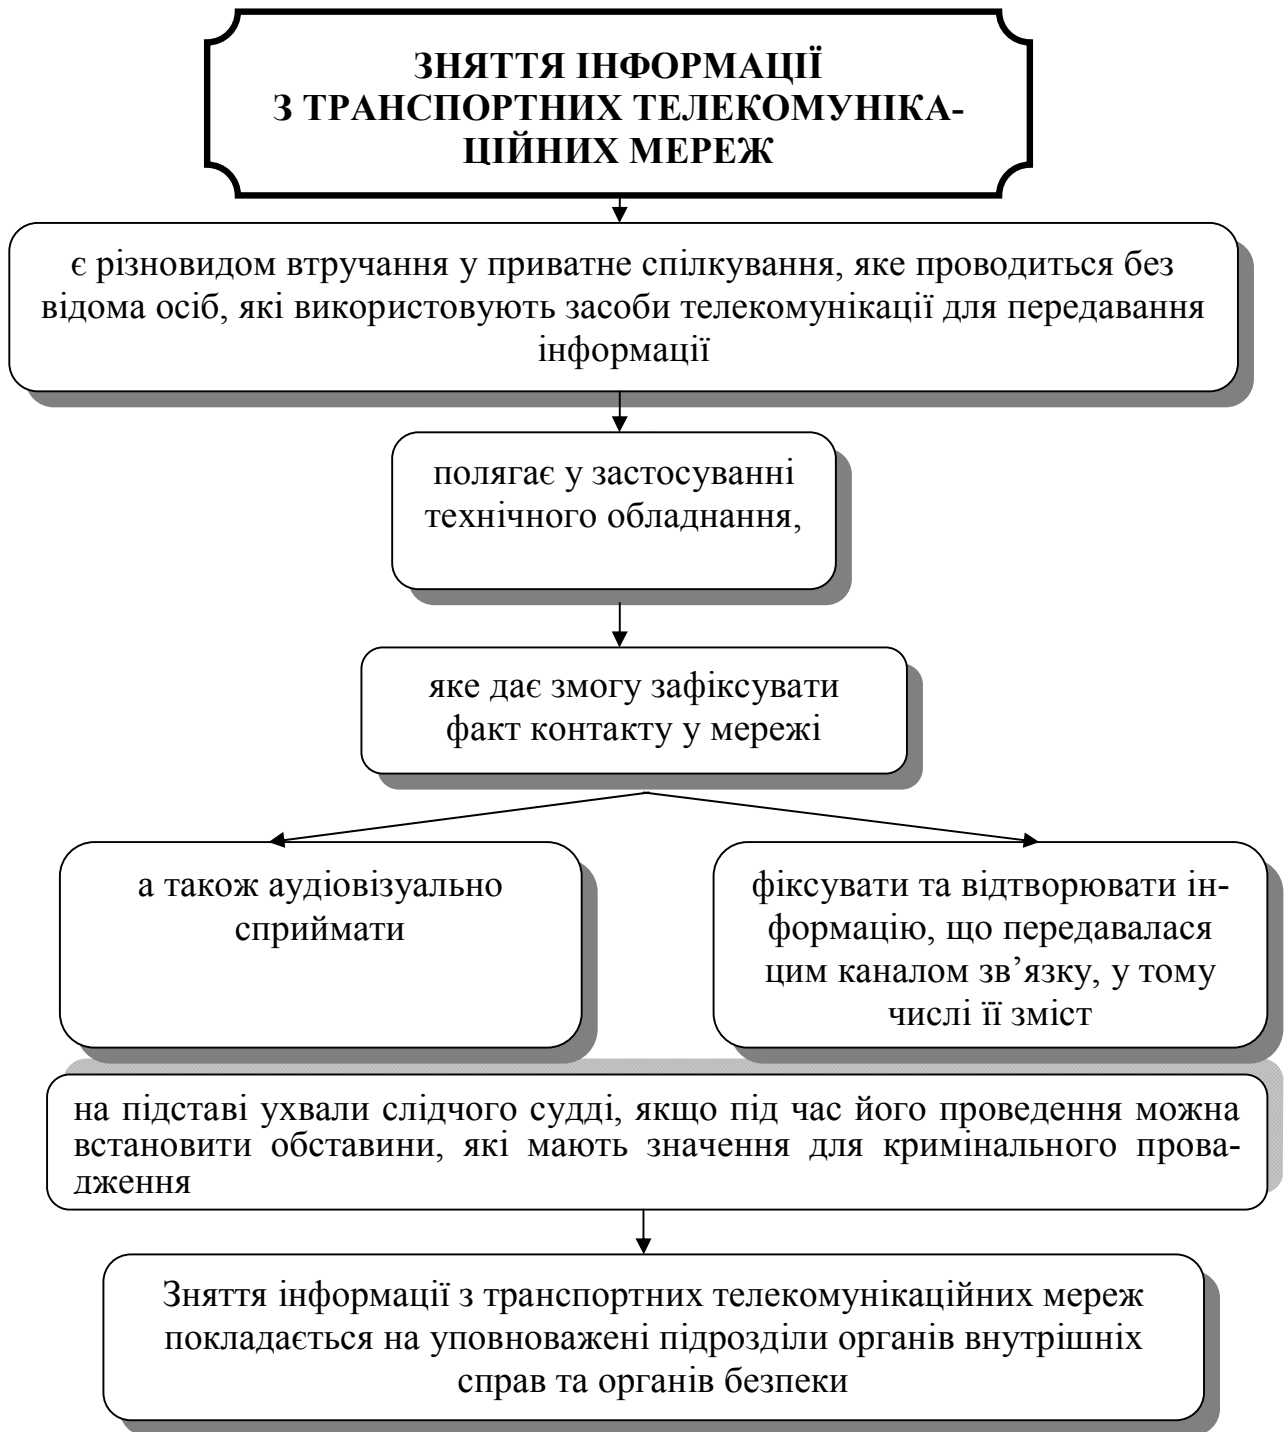 ЗНЯТТЯ ІНФОРМАЦІЇ
З ТРАНСПОРТНИХ ТЕЛЕКОМУНІКА-
ЦІЙНИХ МЕРЕЖ
є різновидом втручання у приватне спілкування, яке проводиться без
відома осіб, які використовують засоби телекомунікації для передавання
інформації
полягає у застосуванні
технічного обладнання,
яке дає змогу зафіксувати
факт контакту у мережі
а також аудіовізуально
сприймати
фіксувати та відтворювати ін-
формацію, що передавалася
цим каналом зв’язку, у тому
числі її зміст
на підставі ухвали слідчого судді, якщо під час його проведення можна
встановити обставини, які мають значення для кримінального прова-
дження
Зняття інформації з транспортних телекомунікаційних мереж
покладається на уповноважені підрозділи органів внутрішніх
справ та органів безпеки